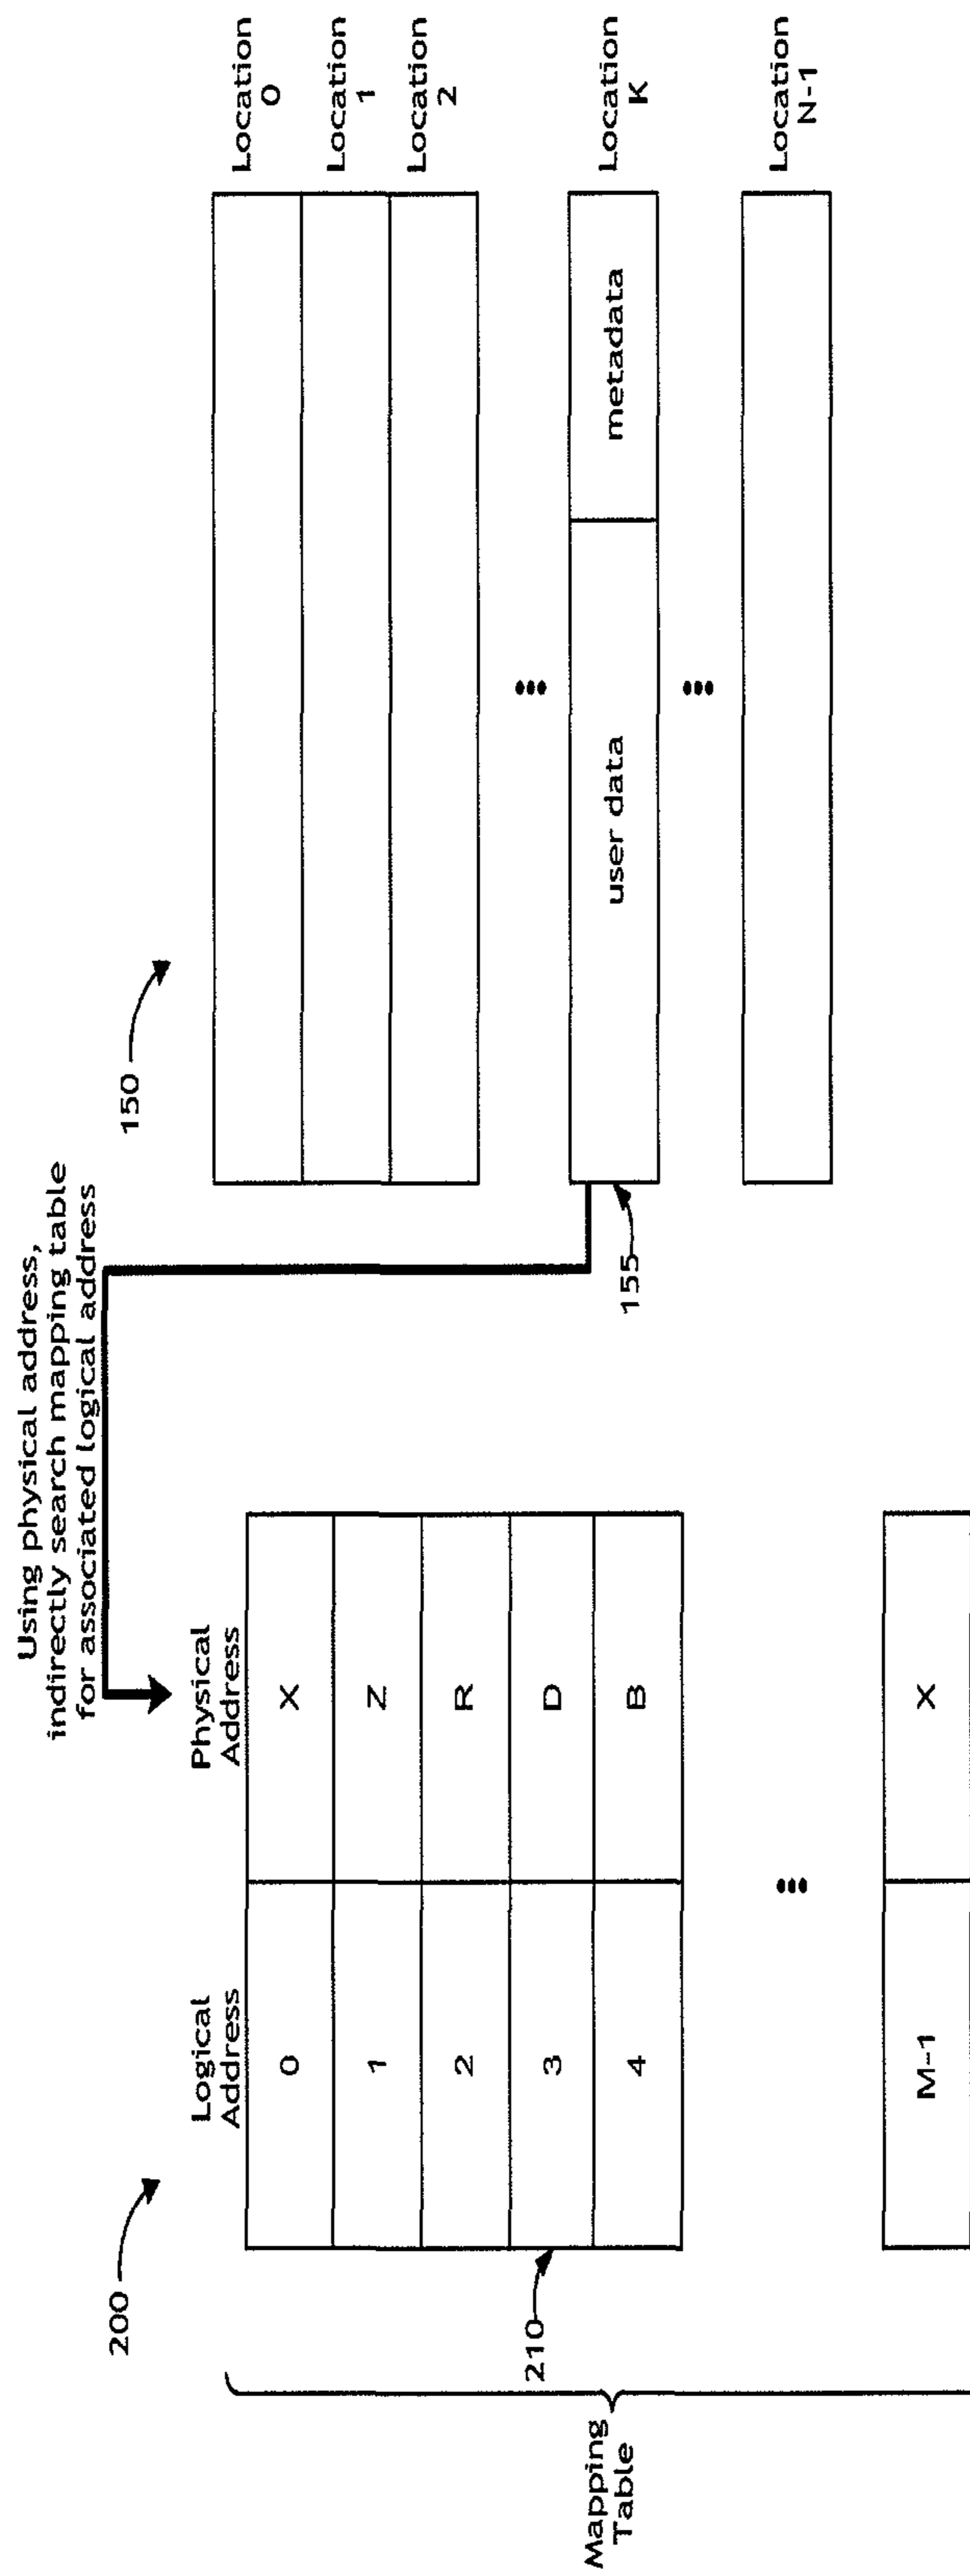 Using physical address,
indirectly search mapping table
for associated logical address
200
Logical
Address
Physical
Address
0
X
1
Z
2
R
210
3
D
4
B
Mapping
Table
•••
M-1
X
150
Location
0
Location
1
Location
2
•••
155
user data
metadata
Location
K
•••
Location
N-1